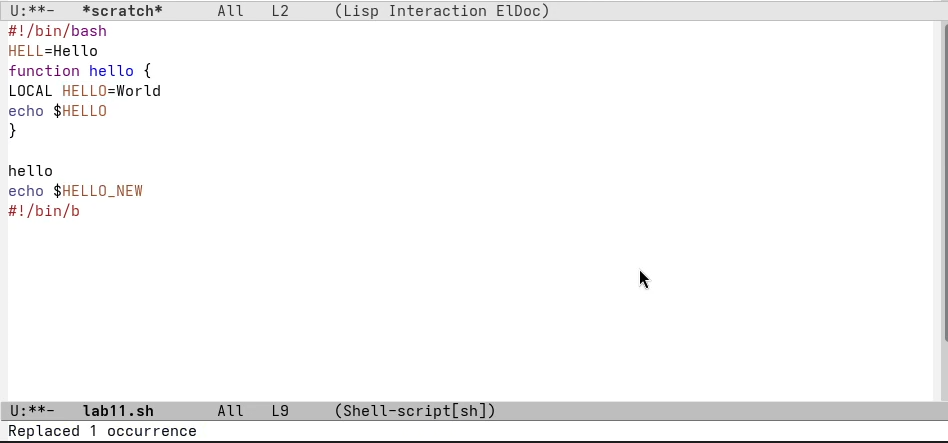 U:**-   *scratch*      All   L2     (Lisp Interaction ElDoc)
#!/bin/bash
HELL=Hello
function hello {
LOCAL HELLO=World
echo $HELLO
}
hello
echo $HELLO_NEW
#!/bin/b
U:**-   lab11.sh       All   L9     (Shell-script[sh])
Replaced 1 occurrence